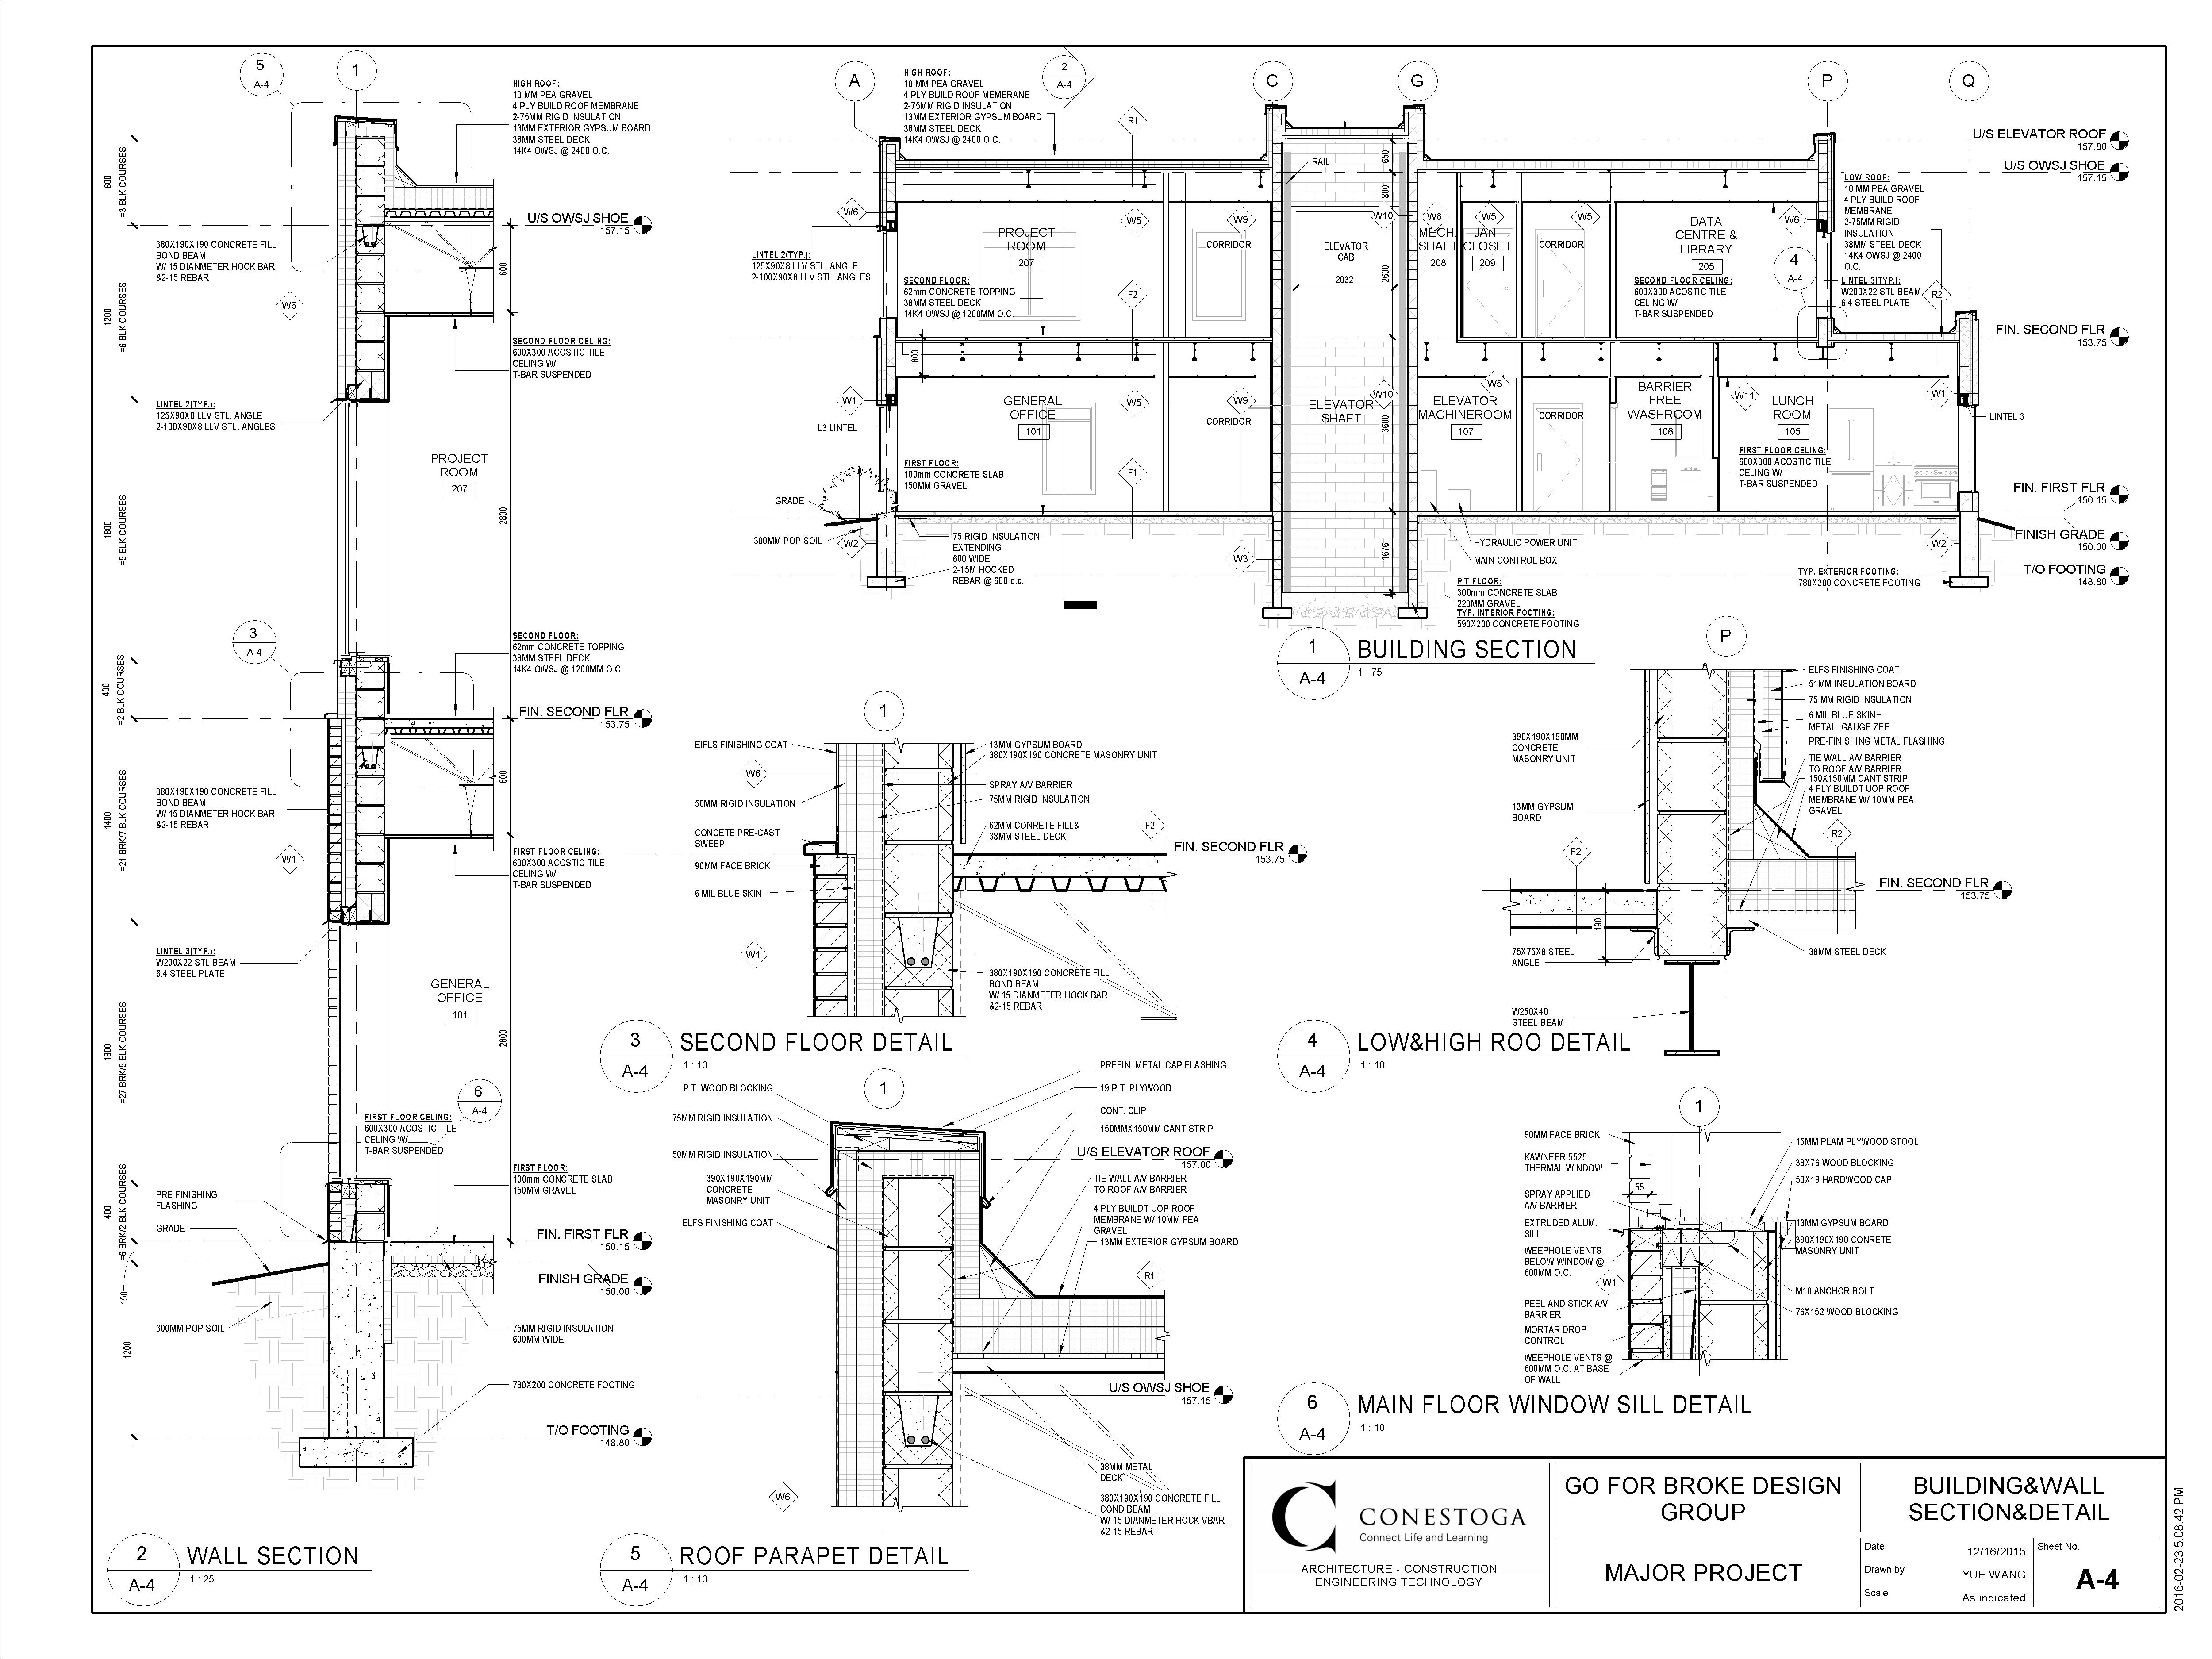 5
A-4
1
HIGH ROOF:
10 MM PEA GRAVEL
4 PLY BUILD ROOF MEMBRANE
2-75MM RIGID INSULATION
13MM EXTERIOR GYPSUM BOARD
38MM STEEL DECK
14K4 OWSJ @ 2400 O.C.
600
=3 BLK COURSES
U/S OWSJ SHOE
157.15
380X190X190 CONCRETE FILL
BOND BEAM
W/ 15 DIANMETER HOCK BAR
&2-15 REBAR
600
W6
1200
=6 BLK COURSES
SECOND FLOOR CELING:
600X300 ACOSTIC TILE
CELING W/
T-BAR SUSPENDED
LINTEL 2(TYP.):
125X90X8 LLV STL. ANGLE
2-100X90X8 LLV STL. ANGLES
PROJECT
ROOM
207
1800
=9 BLK COURSES
2800
3
A-4
SECOND FLOOR:
62mm CONCRETE TOPPING
38MM STEEL DECK
14K4 OWSJ @ 1200MM O.C.
400
=2 BLK COURSES
FIN. SECOND FLR
153.75
380X190X190 CONCRETE FILL
BOND BEAM
W/ 15 DIANMETER HOCK BAR
&2-15 REBAR
800
1400
=21 BRK/7 BLK COURSES
W1
FIRST FLOOR CELING:
600X300 ACOSTIC TILE
CELING W/
T-BAR SUSPENDED
LINTEL 3(TYP.):
W200X22 STL BEAM
6.4 STEEL PLATE
GENERAL
OFFICE
101
1800
=27 BRK/9 BLK COURSES
2800
6
A-4
FIRST FLOOR CELING:
600X300 ACOSTIC TILE
CELING W/
T-BAR SUSPENDED
FIRST FLOOR:
100mm CONCRETE SLAB
150MM GRAVEL
400
=6 BRK/2 BLK COURSES
PRE FINISHING
FLASHING
GRADE
FIN. FIRST FLR
150.15
FINISH GRADE
150.00
150
300MM POP SOIL
75MM RIGID INSULATION
600MM WIDE
1200
780X200 CONCRETE FOOTING
T/O FOOTING
148.80
2
A-4
WALL SECTION
1 : 25
A
2
A-4
C
G
P
Q
HIGH ROOF:
10 MM PEA GRAVEL
4 PLY BUILD ROOF MEMBRANE
2-75MM RIGID INSULATION
13MM EXTERIOR GYPSUM BOARD
38MM STEEL DECK
14K4 OWSJ @ 2400 O.C.
R1
RAIL
650
800
U/S ELEVATOR ROOF
157.80
U/S OWSJ SHOE
157.15
LOW ROOF:
10 MM PEA GRAVEL
4 PLY BUILD ROOF
MEMBRANE
2-75MM RIGID
INSULATION
38MM STEEL DECK
14K4 OWSJ @ 2400
O.C.
W6
W5
W9
W10
W8
W5
W5
W6
PROJECT
ROOM
207
CORRIDOR
ELEVATOR
CAB
2032
2600
MECH.
SHAFT
208
JAN.
CLOSET
209
CORRIDOR
DATA
CENTRE &
LIBRARY
205
4
A-4
LINTEL 2(TYP.):
125X90X8 LLV STL. ANGLE
2-100X90X8 LLV STL. ANGLES
SECOND FLOOR:
62mm CONCRETE TOPPING
38MM STEEL DECK
14K4 OWSJ @ 1200MM O.C.
F2
SECOND FLOOR CELING:
600X300 ACOSTIC TILE
CELING W/
T-BAR SUSPENDED
LINTEL 3(TYP.):
W200X22 STL BEAM
6.4 STEEL PLATE
R2
FIN. SECOND FLR
153.75
800
W1
W5
W9
W10
W5
W11
W1
GENERAL
OFFICE
101
CORRIDOR
ELEVATOR
SHAFT
3600
ELEVATOR
MACHINEROOM
107
CORRIDOR
BARRIER
FREE
WASHROOM
106
LUNCH
ROOM
105
LINTEL 3
L3 LINTEL
FIRST FLOOR:
100mm CONCRETE SLAB
150MM GRAVEL
F1
FIRST FLOOR CELING:
600X300 ACOSTIC TILE
CELING W/
T-BAR SUSPENDED
FIN. FIRST FLR
150.15
GRADE
300MM POP SOIL
W2
75 RIGID INSULATION
EXTENDING
600 WIDE
2-15M HOCKED
REBAR @ 600 o.c.
W3
1676
HYDRAULIC POWER UNIT
MAIN CONTROL BOX
W2
FINISH GRADE
150.00
PIT FLOOR:
300mm CONCRETE SLAB
223MM GRAVEL
TYP. INTERIOR FOOTING:
590X200 CONCRETE FOOTING
TYP. EXTERIOR FOOTING:
780X200 CONCRETE FOOTING
T/O FOOTING
148.80
1
A-4
BUILDING SECTION
1 : 75
1
EIFLS FINISHING COAT
W6
50MM RIGID INSULATION
CONCETE PRE-CAST
SWEEP
90MM FACE BRICK
6 MIL BLUE SKIN
W1
13MM GYPSUM BOARD
380X190X190 CONCRETE MASONRY UNIT
SPRAY A/V BARRIER
75MM RIGID INSULATION
62MM CONRETE FILL&
38MM STEEL DECK
F2
FIN. SECOND FLR
153.75
380X190X190 CONCRETE FILL
BOND BEAM
W/ 15 DIANMETER HOCK BAR
&2-15 REBAR
3
A-4
SECOND FLOOR DETAIL
1 : 10
P
ELFS FINISHING COAT
51MM INSULATION BOARD
75 MM RIGID INSULATION
6 MIL BLUE SKIN
METAL GAUGE ZEE
PRE-FINISHING METAL FLASHING
TIE WALL A/V BARRIER
TO ROOF A/V BARRIER
150X150MM CANT STRIP
4 PLY BUILDT UOP ROOF
MEMBRANE W/ 10MM PEA
GRAVEL
R2
390X190X190MM
CONCRETE
MASONRY UNIT
13MM GYPSUM
BOARD
F2
FIN. SECOND FLR
153.75
190
75X75X8 STEEL
ANGLE
38MM STEEL DECK
W250X40
STEEL BEAM
4
A-4
LOW&HIGH ROO DETAIL
1 : 10
1
P.T. WOOD BLOCKING
75MM RIGID INSULATION
50MM RIGID INSULATION
390X190X190MM
CONCRETE
MASONRY UNIT
ELFS FINISHING COAT
PREFIN. METAL CAP FLASHING
19 P.T. PLYWOOD
CONT. CLIP
150MMX150MM CANT STRIP
U/S ELEVATOR ROOF
157.80
TIE WALL A/V BARRIER
TO ROOF A/V BARRIER
4 PLY BUILDT UOP ROOF
MEMBRANE W/ 10MM PEA
GRAVEL
13MM EXTERIOR GYPSUM BOARD
R1
U/S OWSJ SHOE
157.15
38MM METAL
DECK
380X190X190 CONCRETE FILL
COND BEAM
W/ 15 DIANMETER HOCK VBAR
&2-15 REBAR
W6
5
A-4
ROOF PARAPET DETAIL
1 : 10
1
90MM FACE BRICK
KAWNEER 5525
THERMAL WINDOW
55
SPRAY APPLIED
A/V BARRIER
EXTRUDED ALUM.
SILL
WEEPHOLE VENTS
BELOW WINDOW @
600MM O.C.
W1
PEEL AND STICK A/V
BARRIER
MORTAR DROP
CONTROL
WEEPHOLE VENTS @
600MM O.C. AT BASE
OF WALL
15MM PLAM PLYWOOD STOOL
38X76 WOOD BLOCKING
50X19 HARDWOOD CAP
13MM GYPSUM BOARD
390X190X190 CONRETE
MASONRY UNIT
M10 ANCHOR BOLT
76X152 WOOD BLOCKING
6
A-4
MAIN FLOOR WINDOW SILL DETAIL
1 : 10
CONESTOGA
Connect Life and Learning
ARCHITECTURE - CONSTRUCTION
ENGINEERING TECHNOLOGY
GO FOR BROKE DESIGN
GROUP
MAJOR PROJECT
BUILDING&WALL
SECTION&DETAIL
Date
12/16/2015
Drawn by
YUE WANG
Scale
As indicated
Sheet No.
A-4
2016-02-23 5:08:42 PM